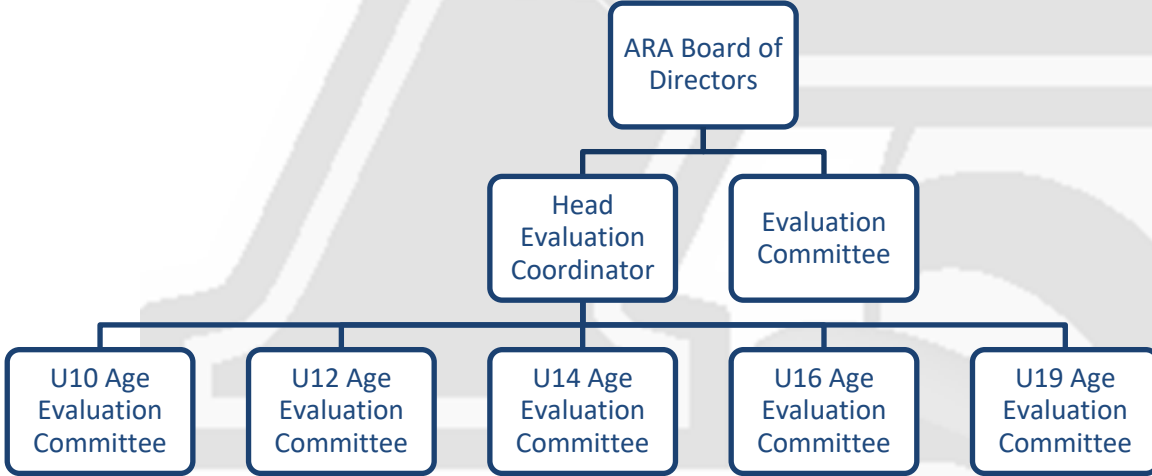 ARA Board of
Directors
Head
Evaluation
Coordinator
Evaluation
Committee
U10 Age
Evaluation
Committee
U12 Age
Evaluation
Committee
U14 Age
Evaluation
Committee
U16 Age
Evaluation
Committee
U19 Age
Evaluation
Committee